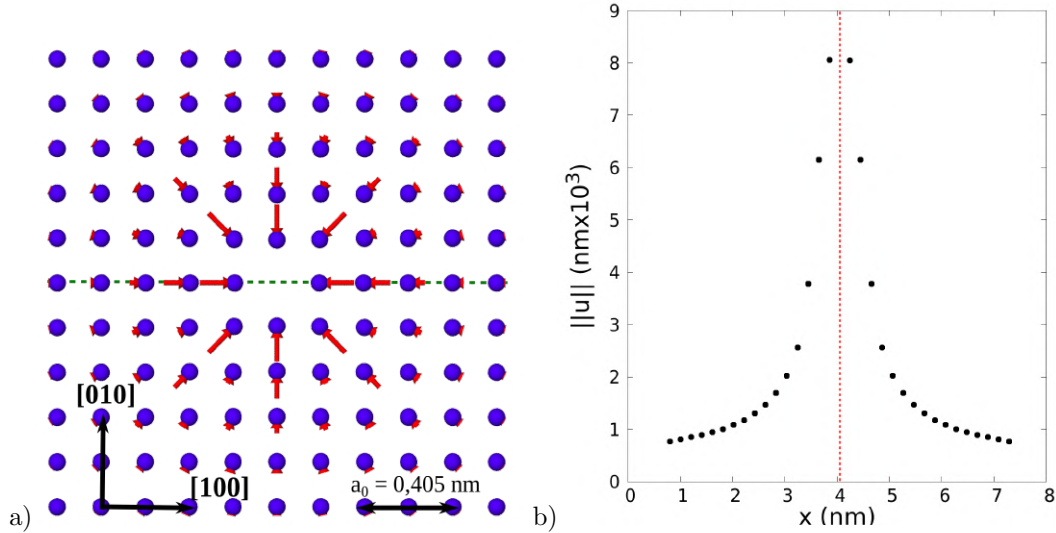 a)
[010]
[100]
a₀ = 0,405 nm
b)
||u|| (nmx10³)
9
8
7
6
5
4
3
2
1
0
0 1 2 3 4 5 6 7 8
x (nm)